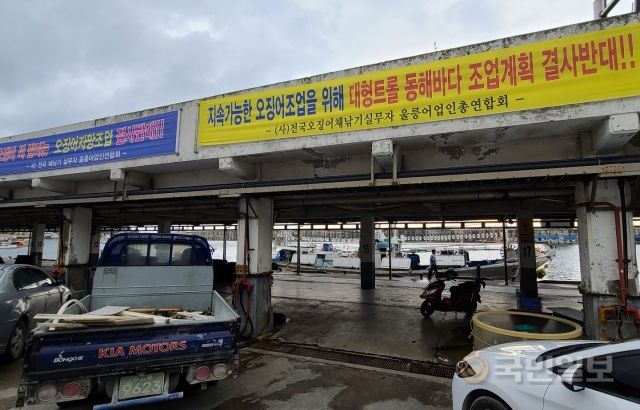 지속가능한 오징어조업을 위해 대형트롤 동해바다 조업계획 결사반대!!
- (사)전국오징어채낚기실무자 울릉어업인총연합회 -
오징어자망조업 결사반대!!
- 사) 전국 채낚기 실무자 울릉어업인연합회 -
BONGO
KIA MOTORS
6623
국민일보